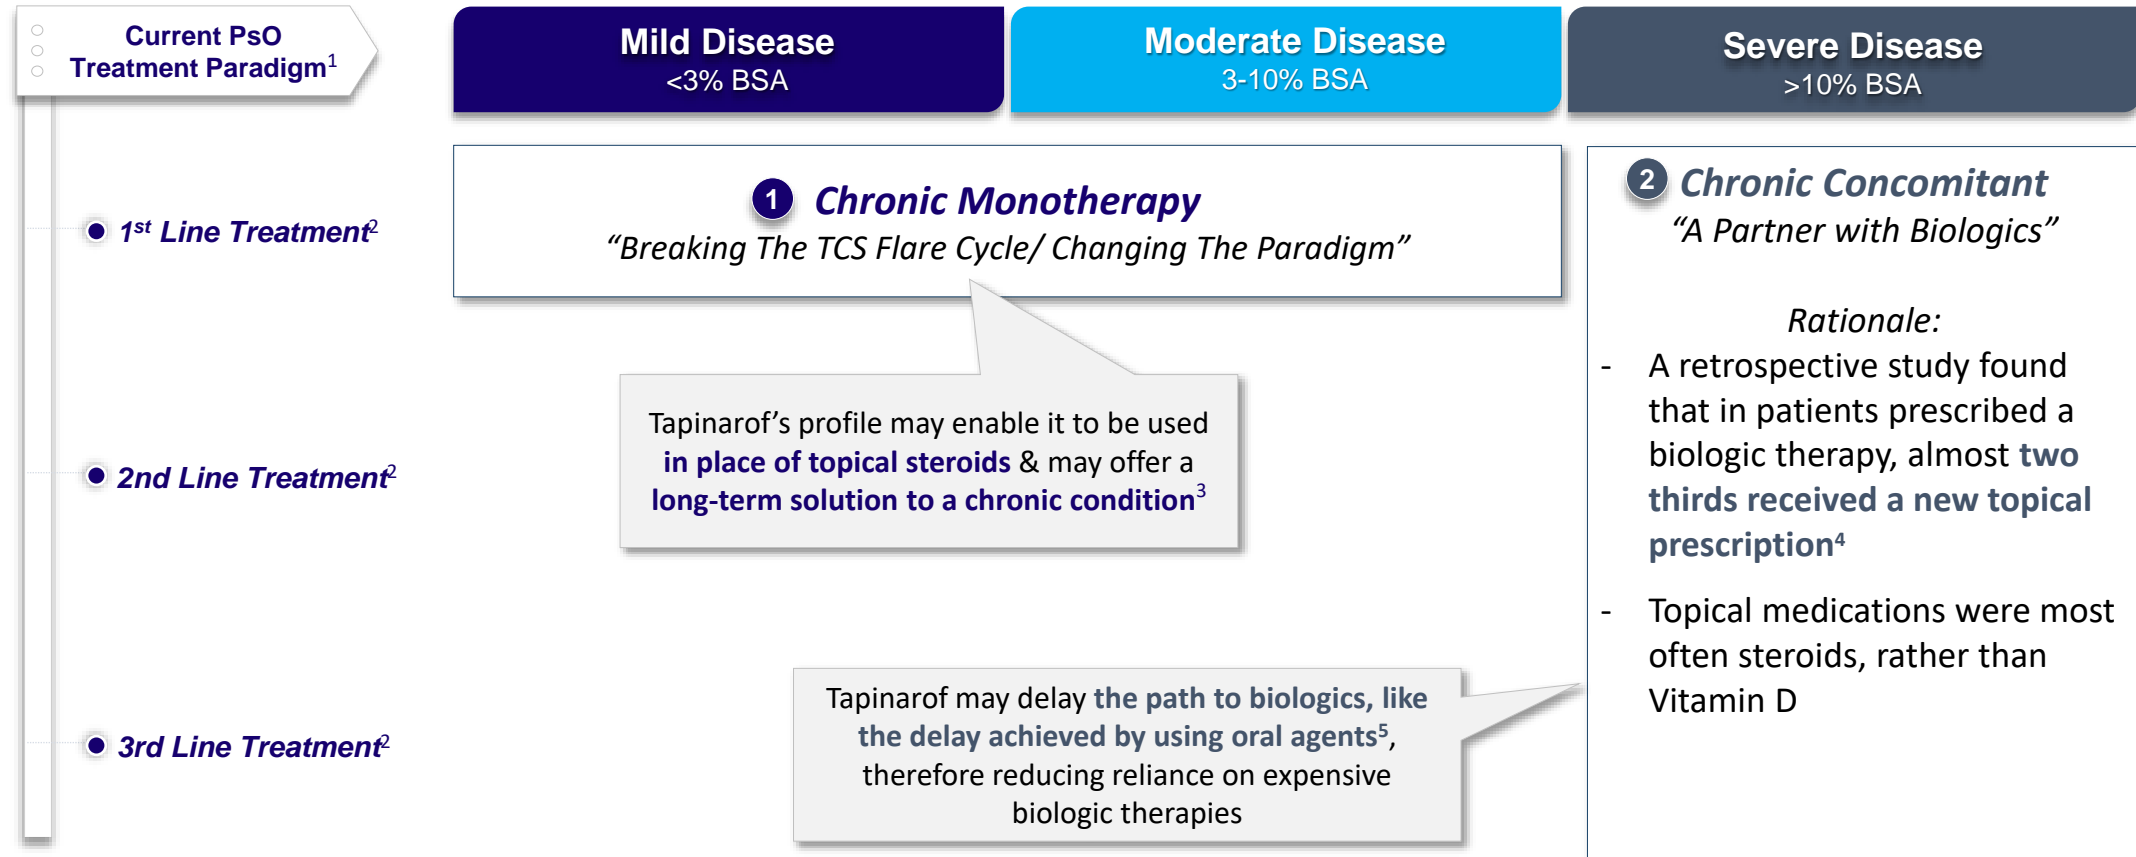 Current PsO
Treatment Paradigm1
Mild Disease
<3% BSA
Moderate Disease
3-10% BSA
Severe Disease
>10% BSA
1st Line Treatment2
2nd Line Treatment2
3rd Line Treatment2
1 Chronic Monotherapy
“Breaking The TCS Flare Cycle/ Changing The Paradigm”
Tapinarof’s profile may enable it to be used
in place of topical steroids & may offer a
long-term solution to a chronic condition3
Tapinarof may delay the path to biologics, like
the delay achieved by using oral agents5,
therefore reducing reliance on expensive
biologic therapies
2 Chronic Concomitant
“A Partner with Biologics”
Rationale:
- A retrospective study found
that in patients prescribed a
biologic therapy, almost two
thirds received a new topical
prescription4
- Topical medications were most
often steroids, rather than
Vitamin D